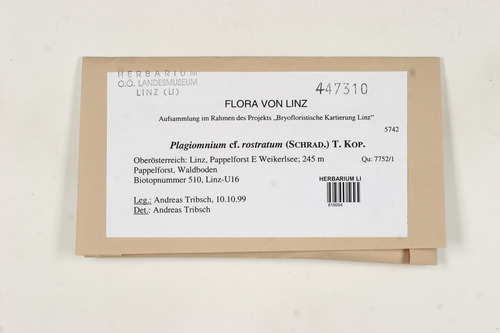 HERBARIUM
O.Ö. LANDESMUSEUM
LINZ (LI)
447310
FLORA VON LINZ
Aufsammlung im Rahmen des Projekts „Bryofloristische Kartierung Linz“
5742
Plagiomnium cf. rostratum (SCHRAD.) T. KOP.
Oberösterreich: Linz, Pappelforst E Weikerlsee; 245 m Qu: 7752/1
Pappelforst, Waldboden
Biotopnummer 510, Linz-U16
HERBARIUM LI
Leg.: Andreas Tribsch, 10.10.99
Det.: Andreas Tribsch